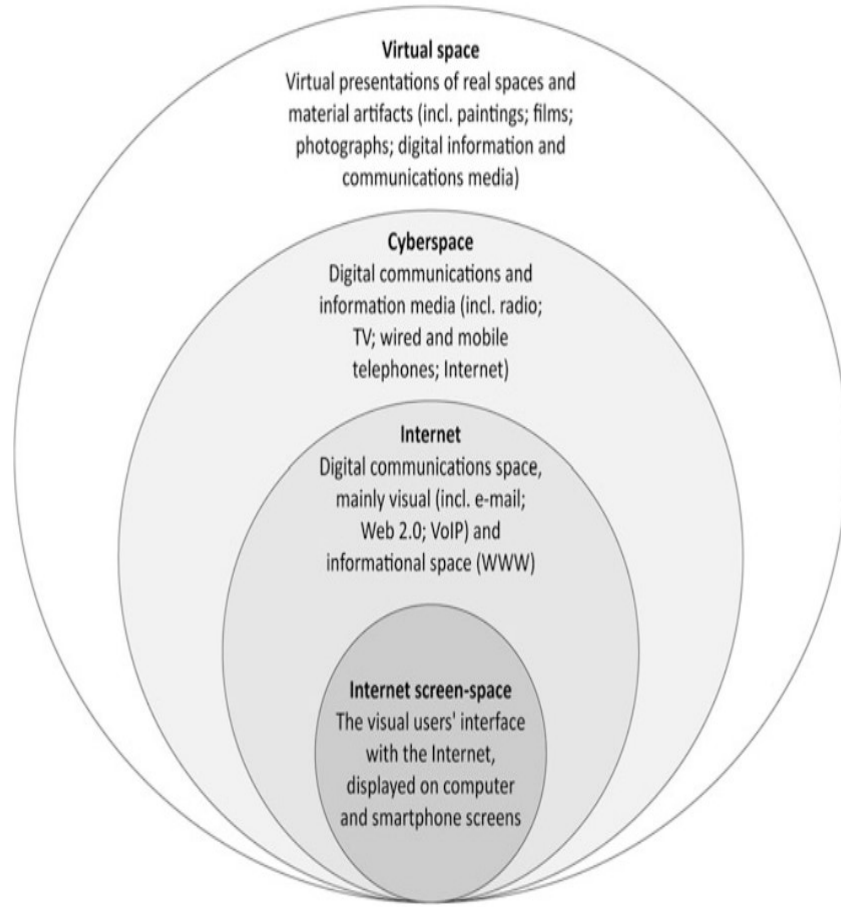 Virtual space
Virtual presentations of real spaces and
material artifacts (incl. paintings; films;
photographs; digital information and
communications media)
Cyberspace
Digital communications and
information media (incl. radio;
TV; wired and mobile
telephones; Internet)
Internet
Digital communications space,
mainly visual (incl. e-mail;
Web 2.0; VoIP) and
informational space (WWW)
Internet screen-space
The visual users' interface
with the Internet,
displayed on computer
and smartphone screens